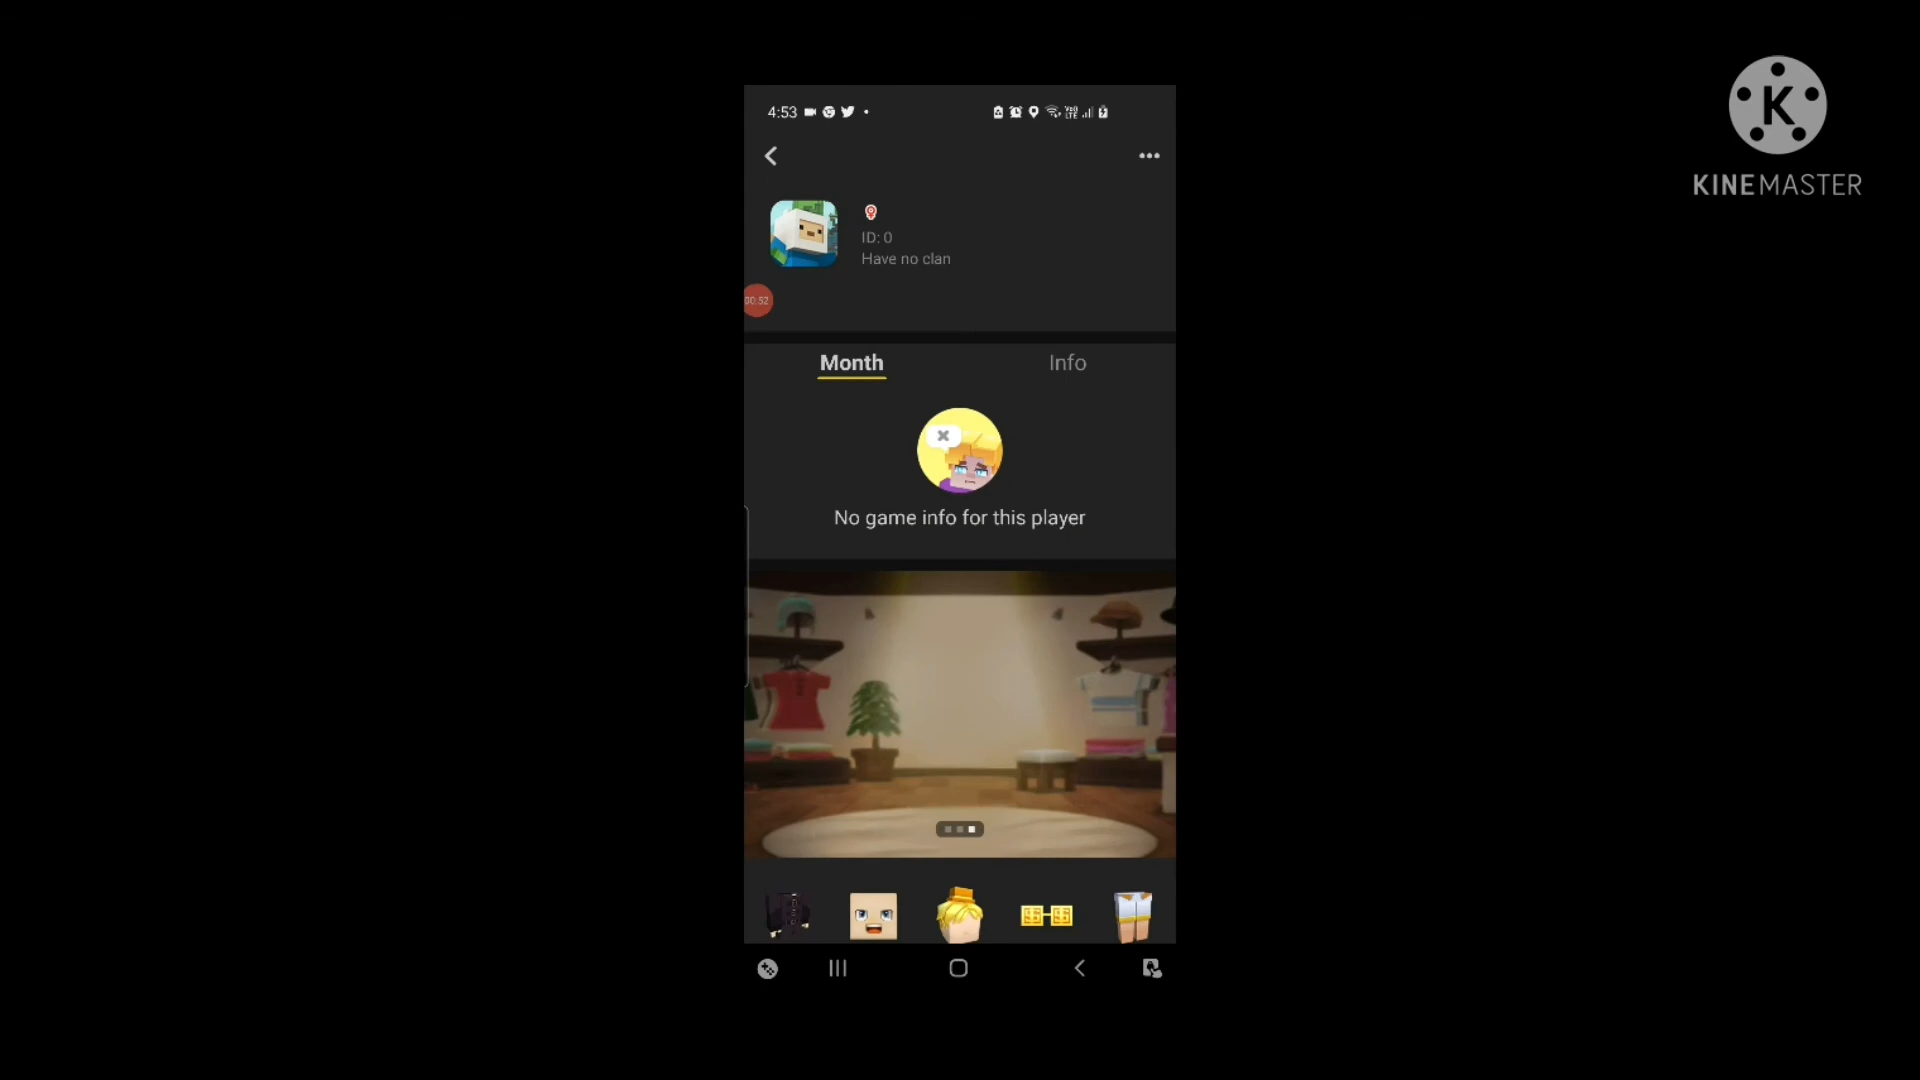 4:53
KINEMASTER
ID: 0
Have no clan
00:52
Month
Info
No game info for this player